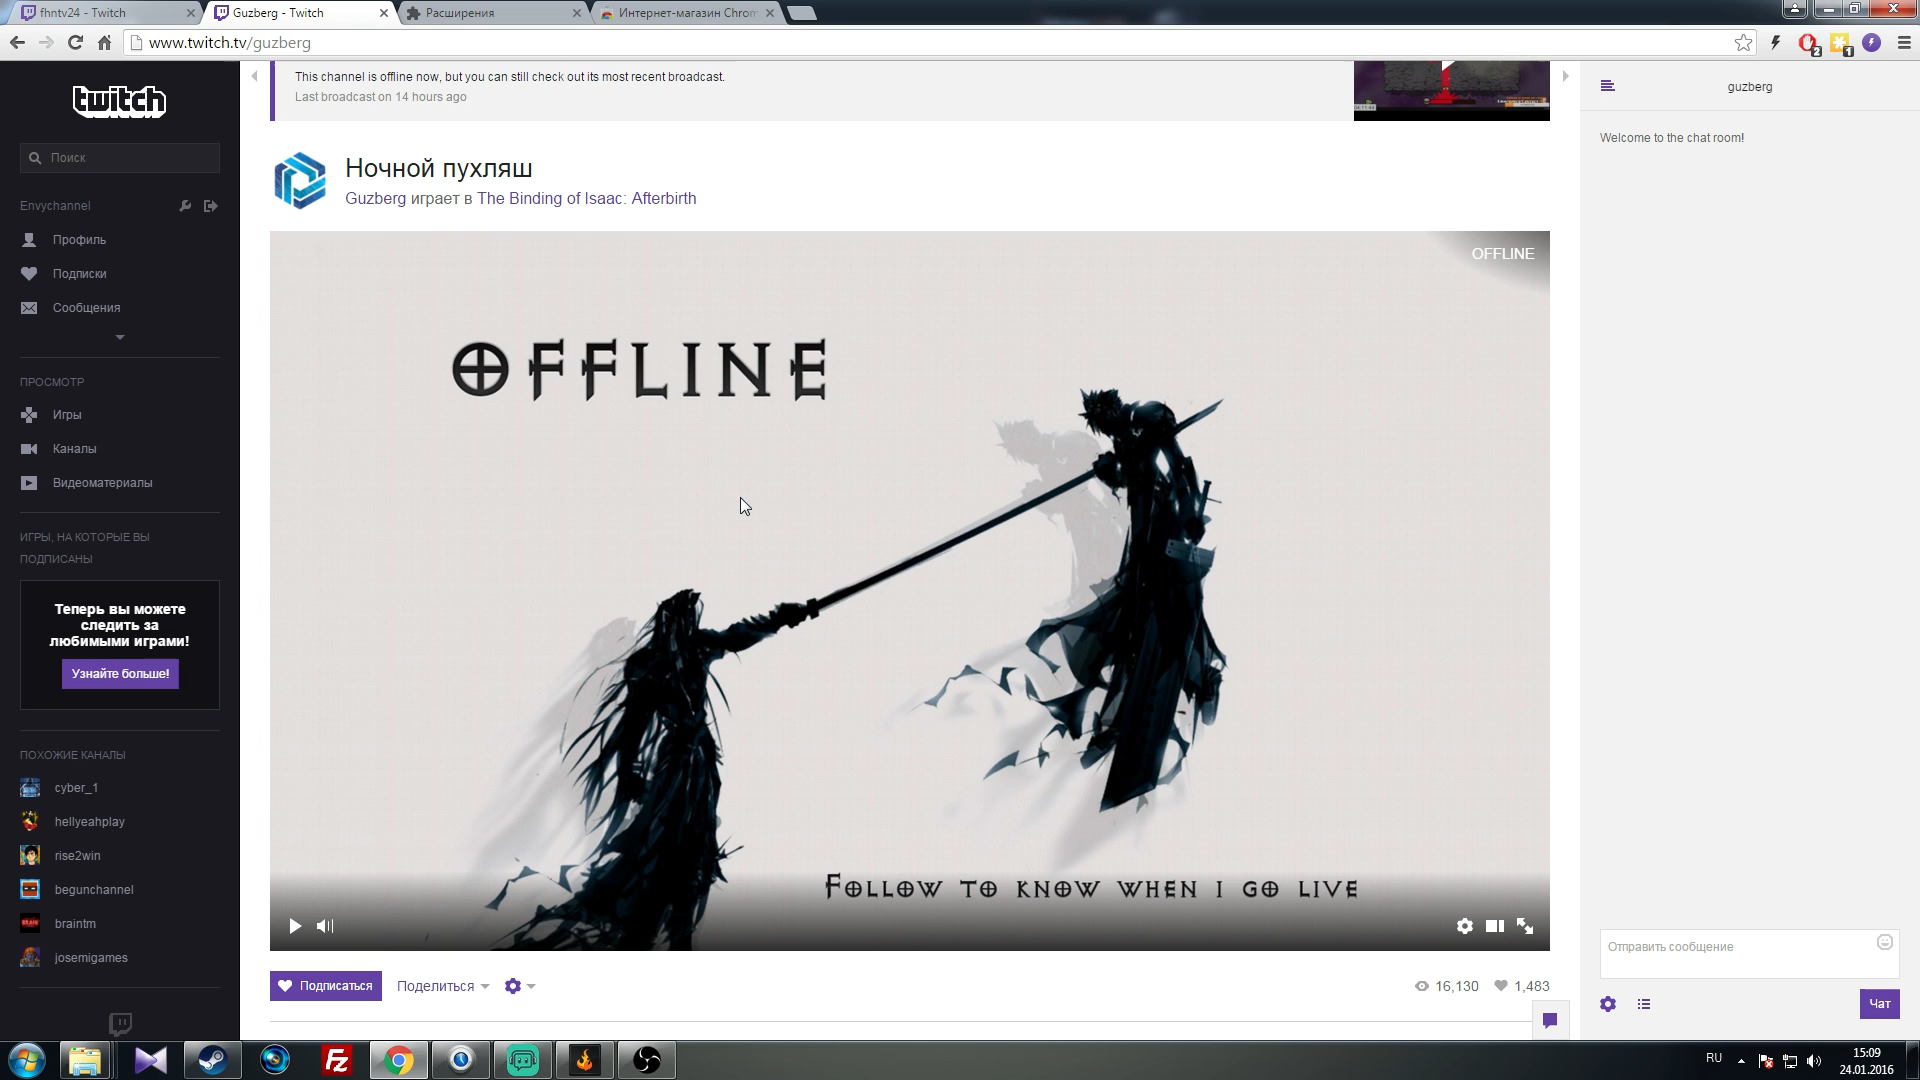 fhntv24 - Twitch
Guzberg - Twitch
Расширения
Интернет-магазин Chrom
www.twitch.tv/guzberg
twitch
Поиск
Envychannel
Профиль
Подписки
Сообщения
ПРОСМОТР
Игры
Каналы
Видеоматериалы
ИГРЫ, НА КОТОРЫЕ ВЫ
ПОДПИСАНЫ
Теперь вы можете
следить за
любимыми играми!
Узнайте больше!
ПОХОЖИЕ КАНАЛЫ
cyber_1
hellyeahplay
rise2win
begunchannel
braintm
josemigames
This channel is offline now, but you can still check out its most recent broadcast.
Last broadcast on 14 hours ago
Ночной пухляш
Guzberg играет в The Binding of Isaac: Afterbirth
OFFLINE
OFFLINE
Follow to know when i go live
Подписаться
Поделиться
16,130
1,483
guzberg
Welcome to the chat room!
Отправить сообщение
Чат
2
1
Fz
RU
15:09
24.01.2016